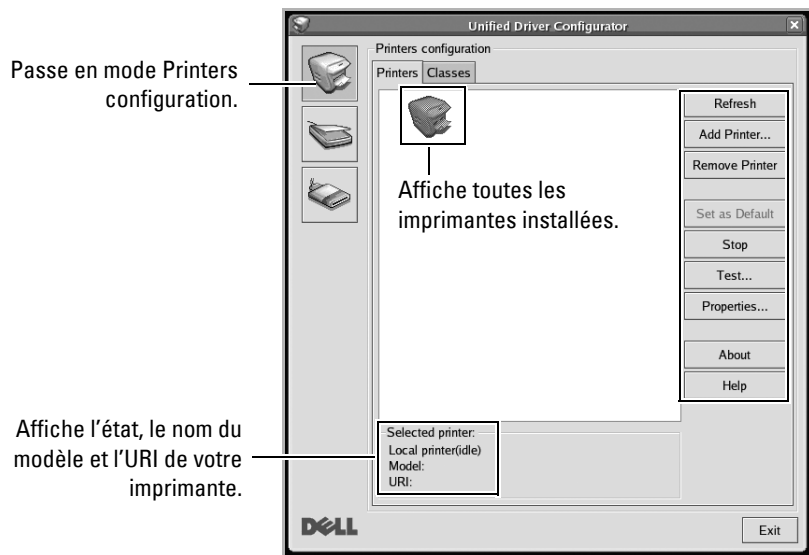 Unified Driver Configurator
Printers configuration
Printers Classes
Passe en mode Printers
configuration.
Affiche toutes les
imprimantes installées.
Refresh
Add Printer...
Remove Printer
Set as Default
Stop
Test...
Properties...
About
Help
Affiche l'état, le nom du
modèle et l'URI de votre
imprimante.
Selected printer:
Local printer(idle)
Model:
URI:
DELL
Exit